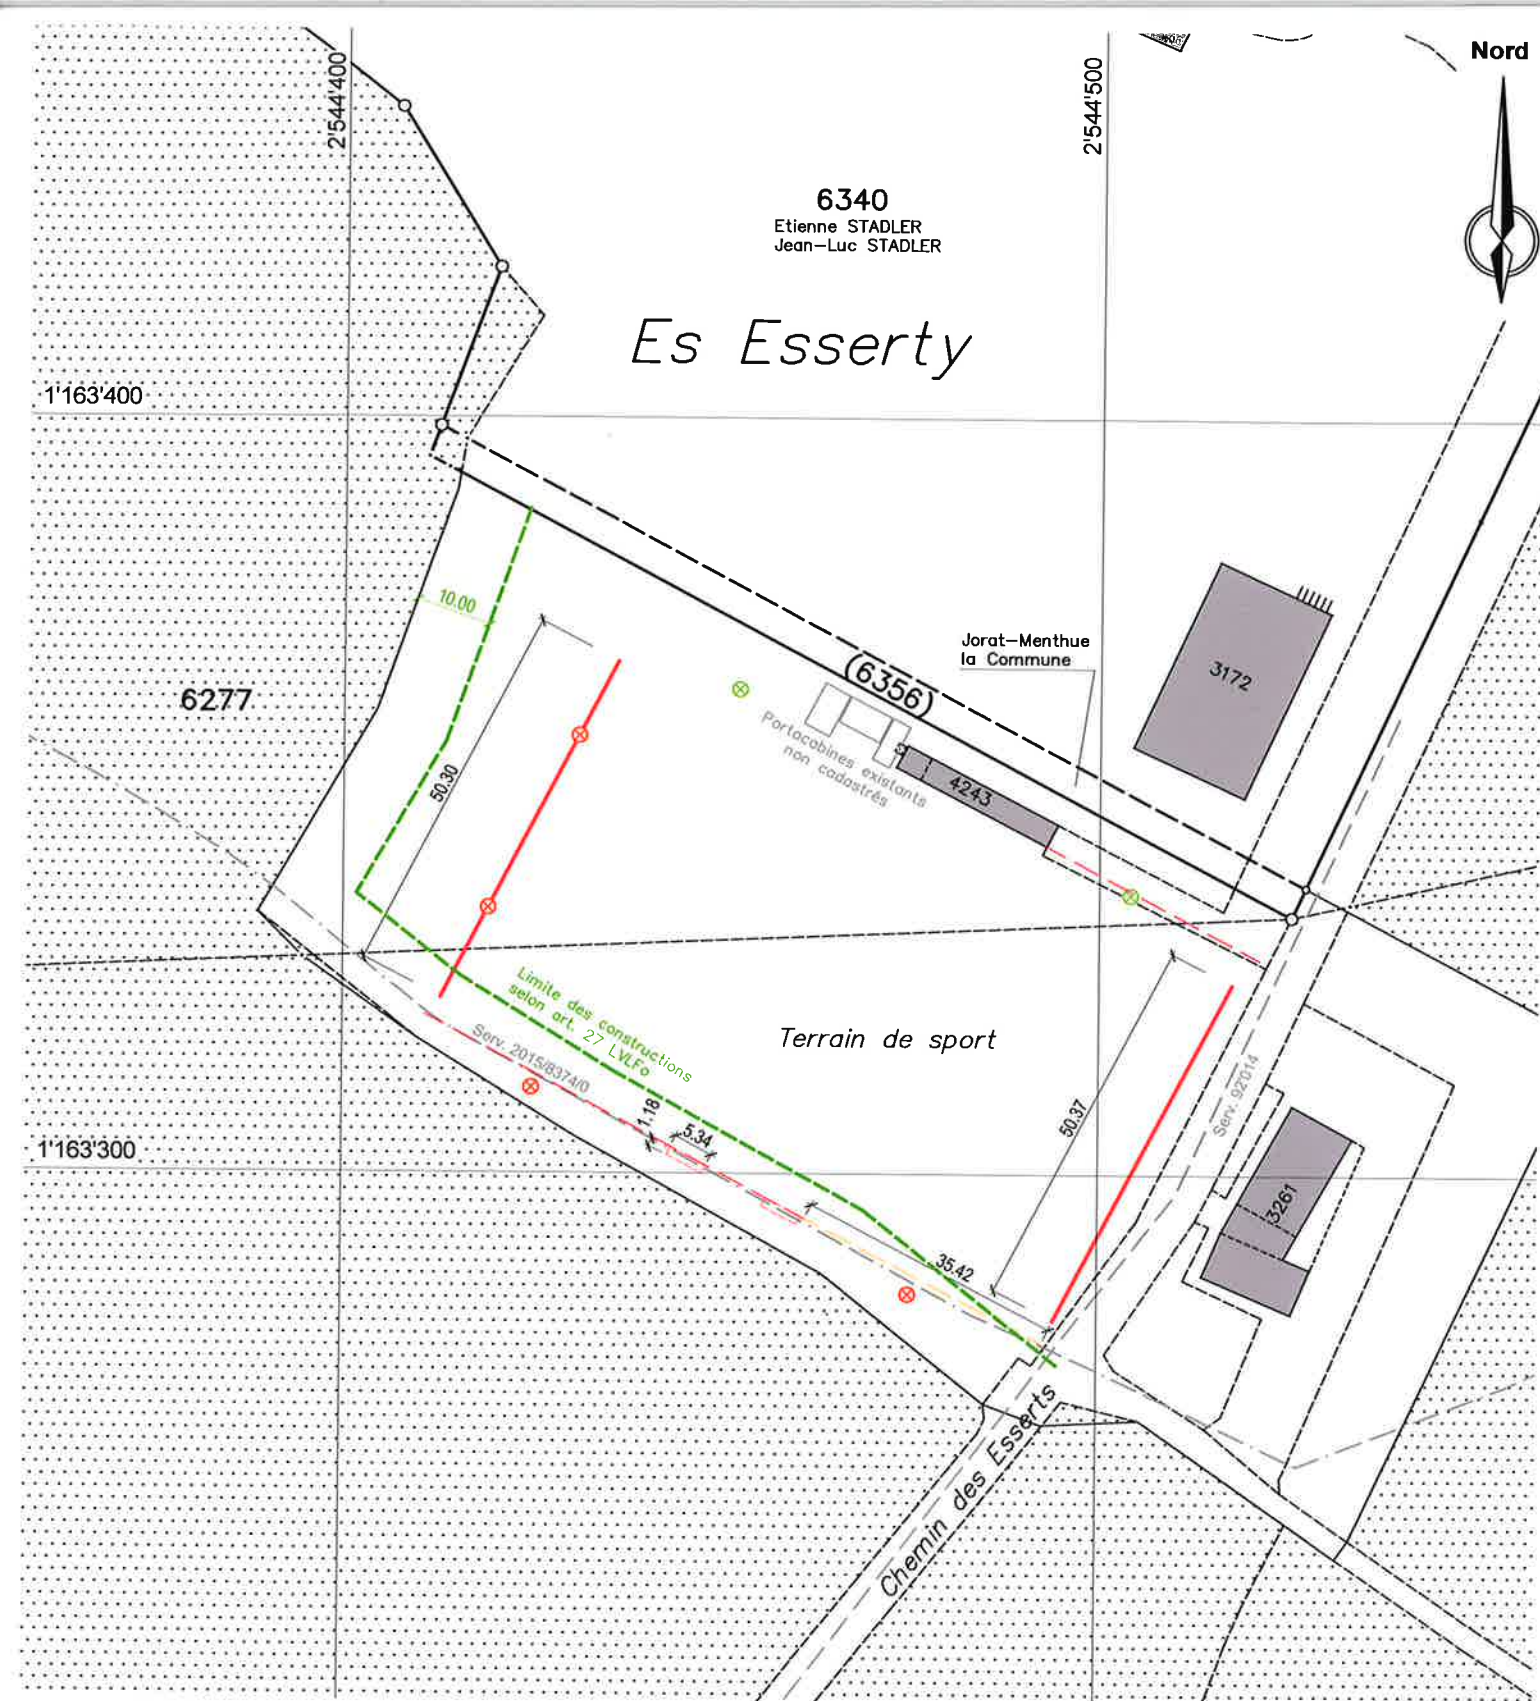 Nord
2'544'400
2'544'500
6340
Etienne STADLER
Jean-Luc STADLER
Es Esserty
1'163'400
10.00
Jorat-Menthue
la Commune
(6356)
3172
6277
Portacabines existants
non cadastrés
4243
50.30
Limite des constructions
selon art. 27 LVLFo
Terrain de sport
Serv. 2015/8374/0
Serv. 92014
50.37
1.18
5.34
1'163'300
3261
35.42
Chemin des Esserts